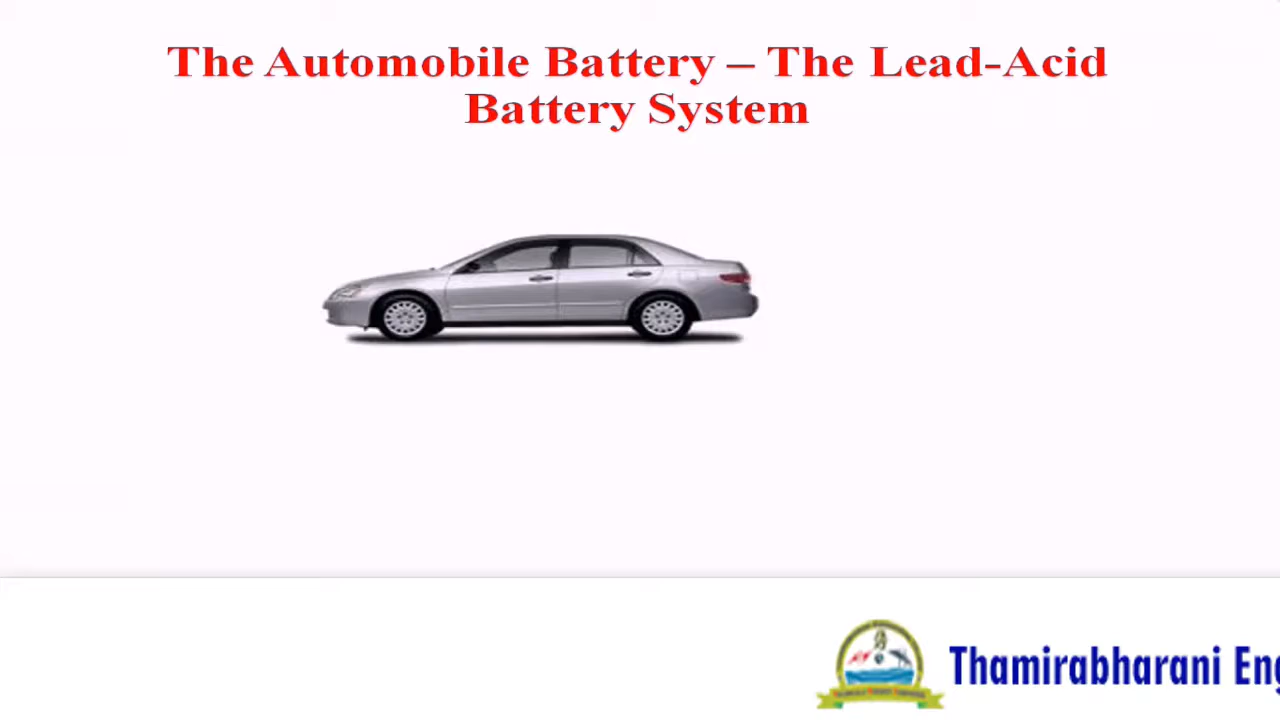 The Automobile Battery – The Lead-Acid
Battery System
Thamirabharani Eng